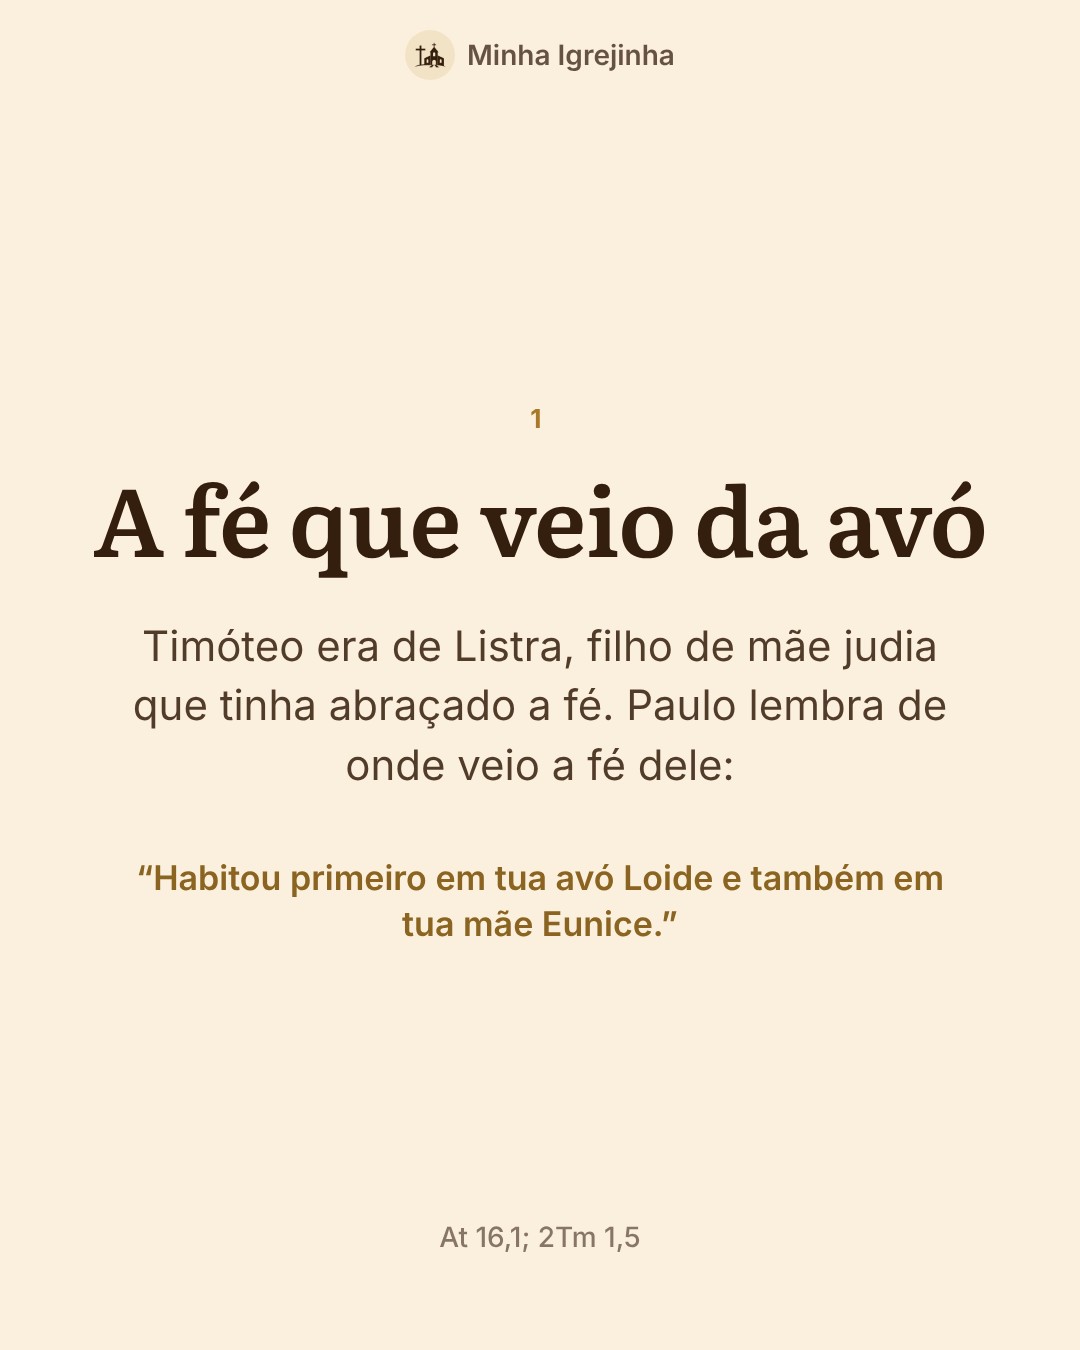 Minha Igrejinha
1
A fé que veio da avó
Timóteo era de Listra, filho de mãe judia
que tinha abraçado a fé. Paulo lembra de
onde veio a fé dele:
“Habitou primeiro em tua avó Loide e também em
tua mãe Eunice.”
At 16,1; 2Tm 1,5